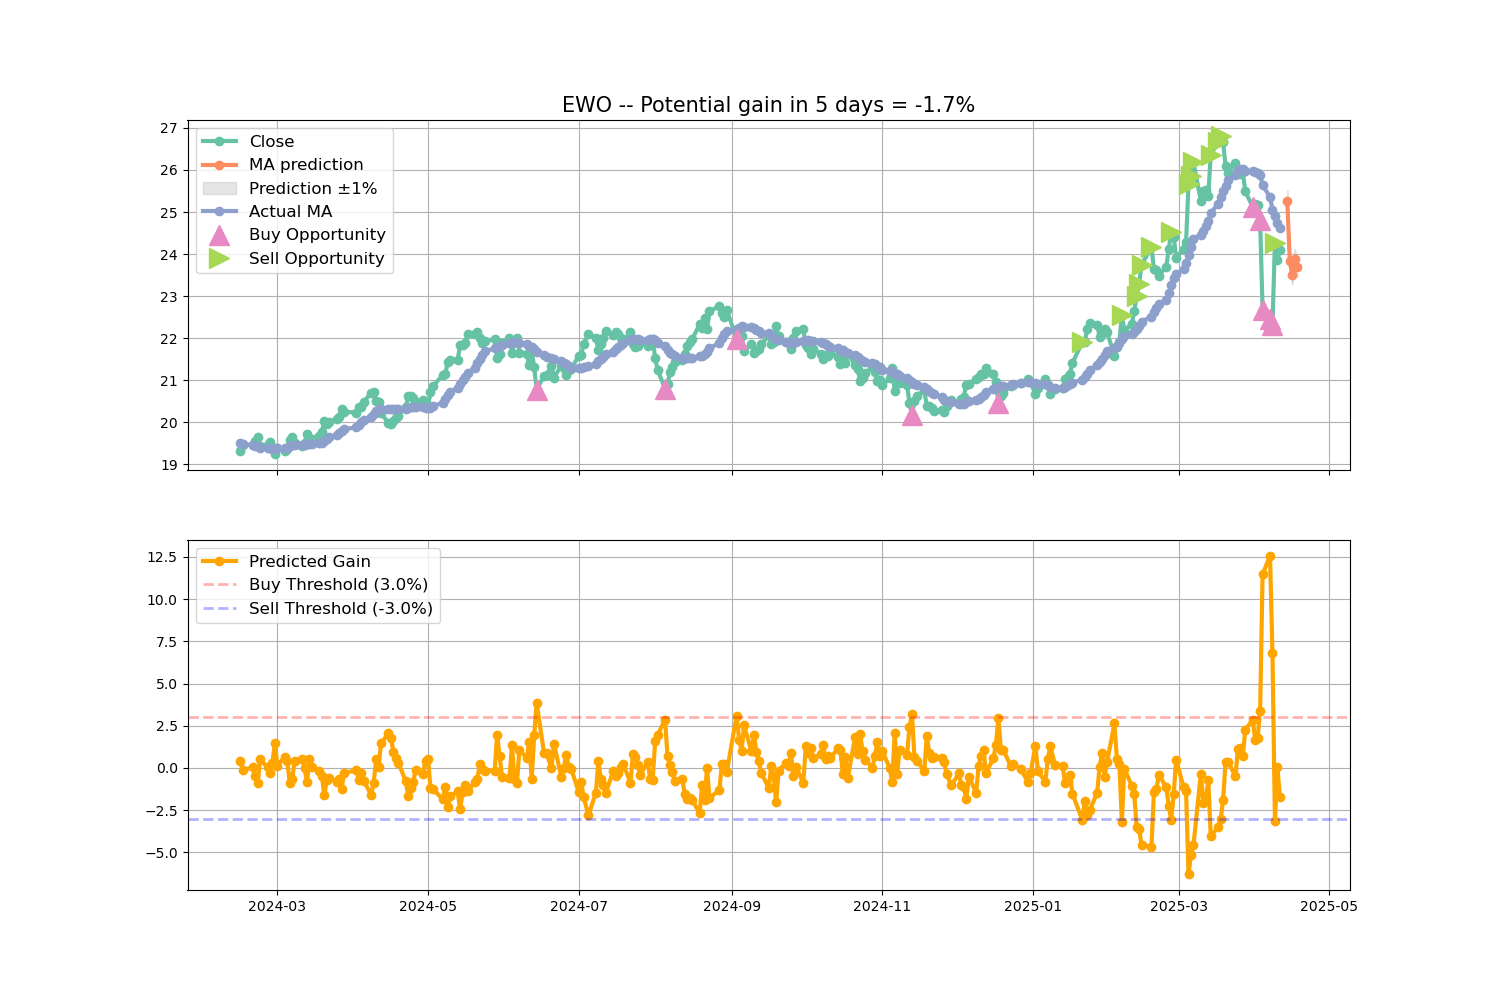 EWO -- Potential gain in 5 days = -1.7%
27
26
25
24
23
22
21
20
19
Close
MA prediction
Prediction ±1%
Actual MA
Buy Opportunity
Sell Opportunity
12.5
10.0
7.5
5.0
2.5
0.0
−2.5
−5.0
Predicted Gain
Buy Threshold (3.0%)
Sell Threshold (-3.0%)
2024-03 2024-05 2024-07 2024-09 2024-11 2025-01 2025-03 2025-05